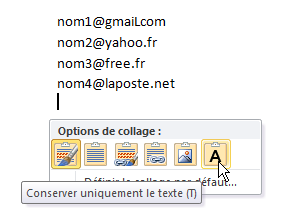 nom1@gmail.com
nom2@yahoo.fr
nom3@free.fr
nom4@laposte.net
Options de collage :
A
Définir le collage par défaut...
Conserver uniquement le texte (T)